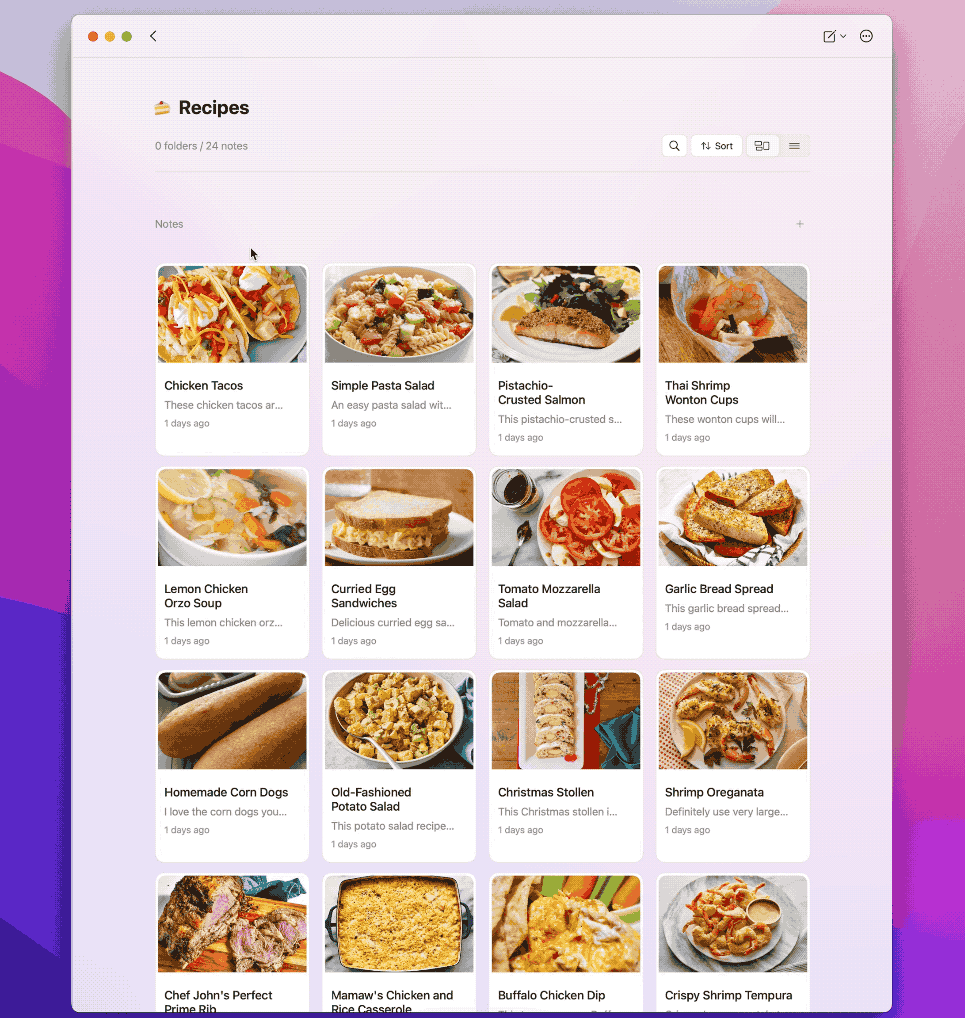 Recipes
0 folders / 24 notes
Sort
Notes
Chicken Tacos
These chicken tacos ar...
1 days ago
Simple Pasta Salad
An easy pasta salad wit...
1 days ago
Pistachio-
Crusted Salmon
This pistachio-crusted s...
1 days ago
Thai Shrimp
Wonton Cups
These wonton cups will...
1 days ago
Lemon Chicken
Orzo Soup
This lemon chicken orz...
1 days ago
Curried Egg
Sandwiches
Delicious curried egg sa...
1 days ago
Tomato Mozzarella
Salad
Tomato and mozzarella...
1 days ago
Garlic Bread Spread
This garlic bread spread...
1 days ago
Homemade Corn Dogs
I love the corn dogs you...
1 days ago
Old-Fashioned
Potato Salad
This potato salad recipe...
1 days ago
Christmas Stollen
This Christmas stollen i...
1 days ago
Shrimp Oreganata
Definitely use very large...
1 days ago
Chef John's Perfect
Prime Rib
Mamaw's Chicken and
Rice Casserole
Buffalo Chicken Dip
Crispy Shrimp Tempura